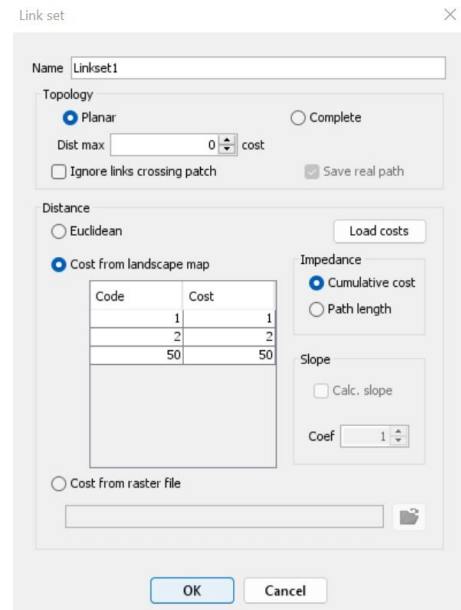 Link set
Name Linkset1
Topology
Planar Complete
Dist max 0 cost
Ignore links crossing patch Save real path
Distance
Euclidean Load costs
Cost from landscape map Impedance
Cumulative cost
Code Cost
Path length
1 1
2 2
50 50
Slope
Calc. slope
Coef 1
Cost from raster file
OK Cancel